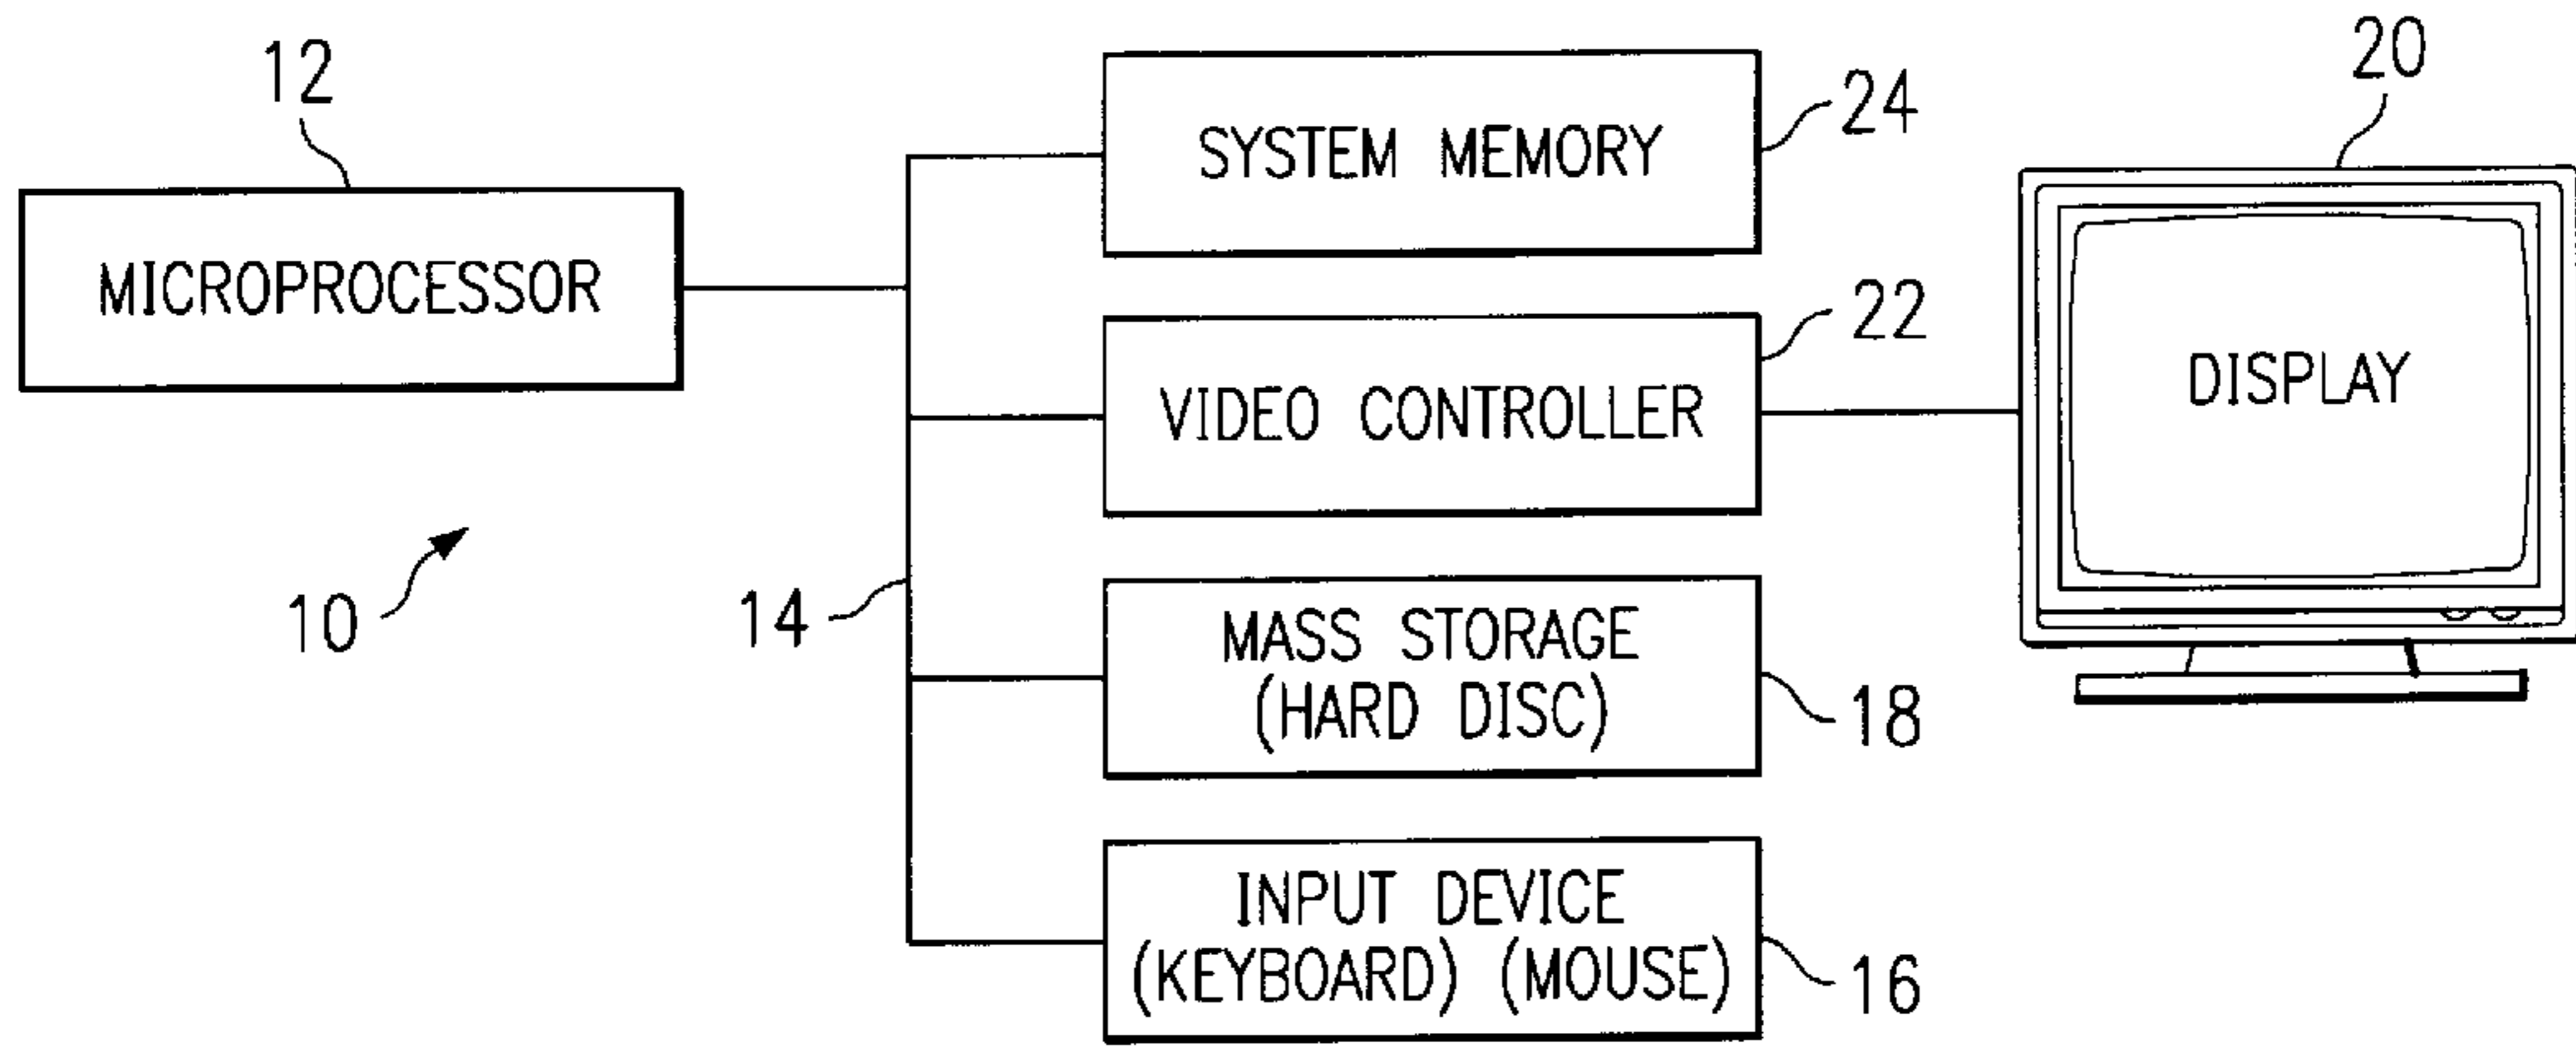 12
MICROPROCESSOR
10
14
SYSTEM MEMORY
24
VIDEO CONTROLLER
22
MASS STORAGE
(HARD DISC)
18
INPUT DEVICE
(KEYBOARD) (MOUSE)
16
20
DISPLAY